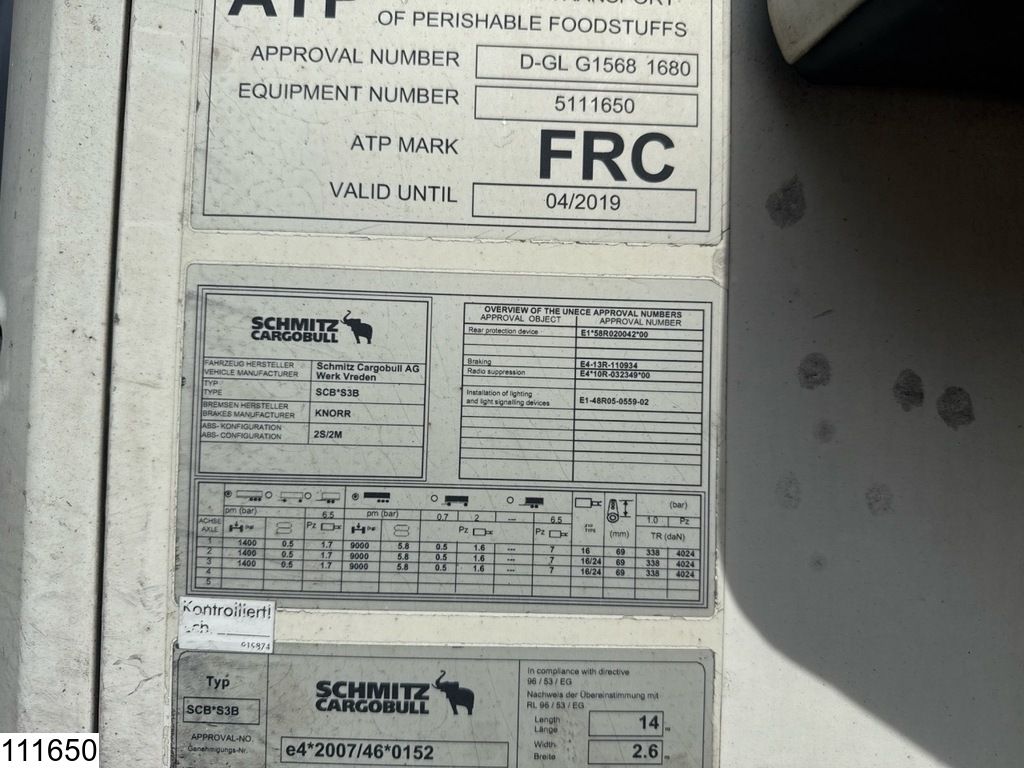 ATP
TRANSPORT
OF PERISHABLE FOODSTUFFS
APPROVAL NUMBER D-GL G1568 1680
EQUIPMENT NUMBER 5111650
ATP MARK FRC
VALID UNTIL 04/2019
SCHMITZ
CARGOBULL
FAHRZEUG HERSTELLER
VEHICLE MANUFACTURER
Schmitz Cargobull AG
Werk Vreden
TYP
TYPE
SCB*S3B
BREMSEN HERSTELLER
BRAKES MANUFACTURER
KNORR
ABS- KONFIGURATION
ABS- CONFIGURATION
2S/2M
OVERVIEW OF THE UNECE APPROVAL NUMBERS
APPROVAL OBJECT APPROVAL NUMBER
Rear protection device E1*58R020042*00
Braking E4-13R-110934
Radio suppression E4*10R-032349*00
Installation of lighting
and light signalling devices
E1-48R05-0559-02
pm (bar) 6.5 pm (bar) 0.7 2 --- 6.5 (bar)
1.0 Pz
ACHSE
AXLE
Pz Pz Pz
TYPE
(mm) TR (daN)
1 1400 0.5 1.7 9000 5.8 0.5 1.6 --- 7 16 69 338 4024
2 1400 0.5 1.7 9000 5.8 0.5 1.6 --- 7 16/24 69 338 4024
3 1400 0.5 1.7 9000 5.8 0.5 1.6 --- 7 16/24 69 338 4024
4
5
Kontrolliert!
Sch.
Typ
SCB*S3B
APPROVAL-NO.
Genehmigungs-Nr.
SCHMITZ
CARGOBULL
e4*2007/46*0152
In compliance with directive
96 / 53 / EG
Nachweis der Übereinstimmung mit
RL 96 / 53 / EG
Length
Länge
14 m
Width
Breite
2.6 m
111650